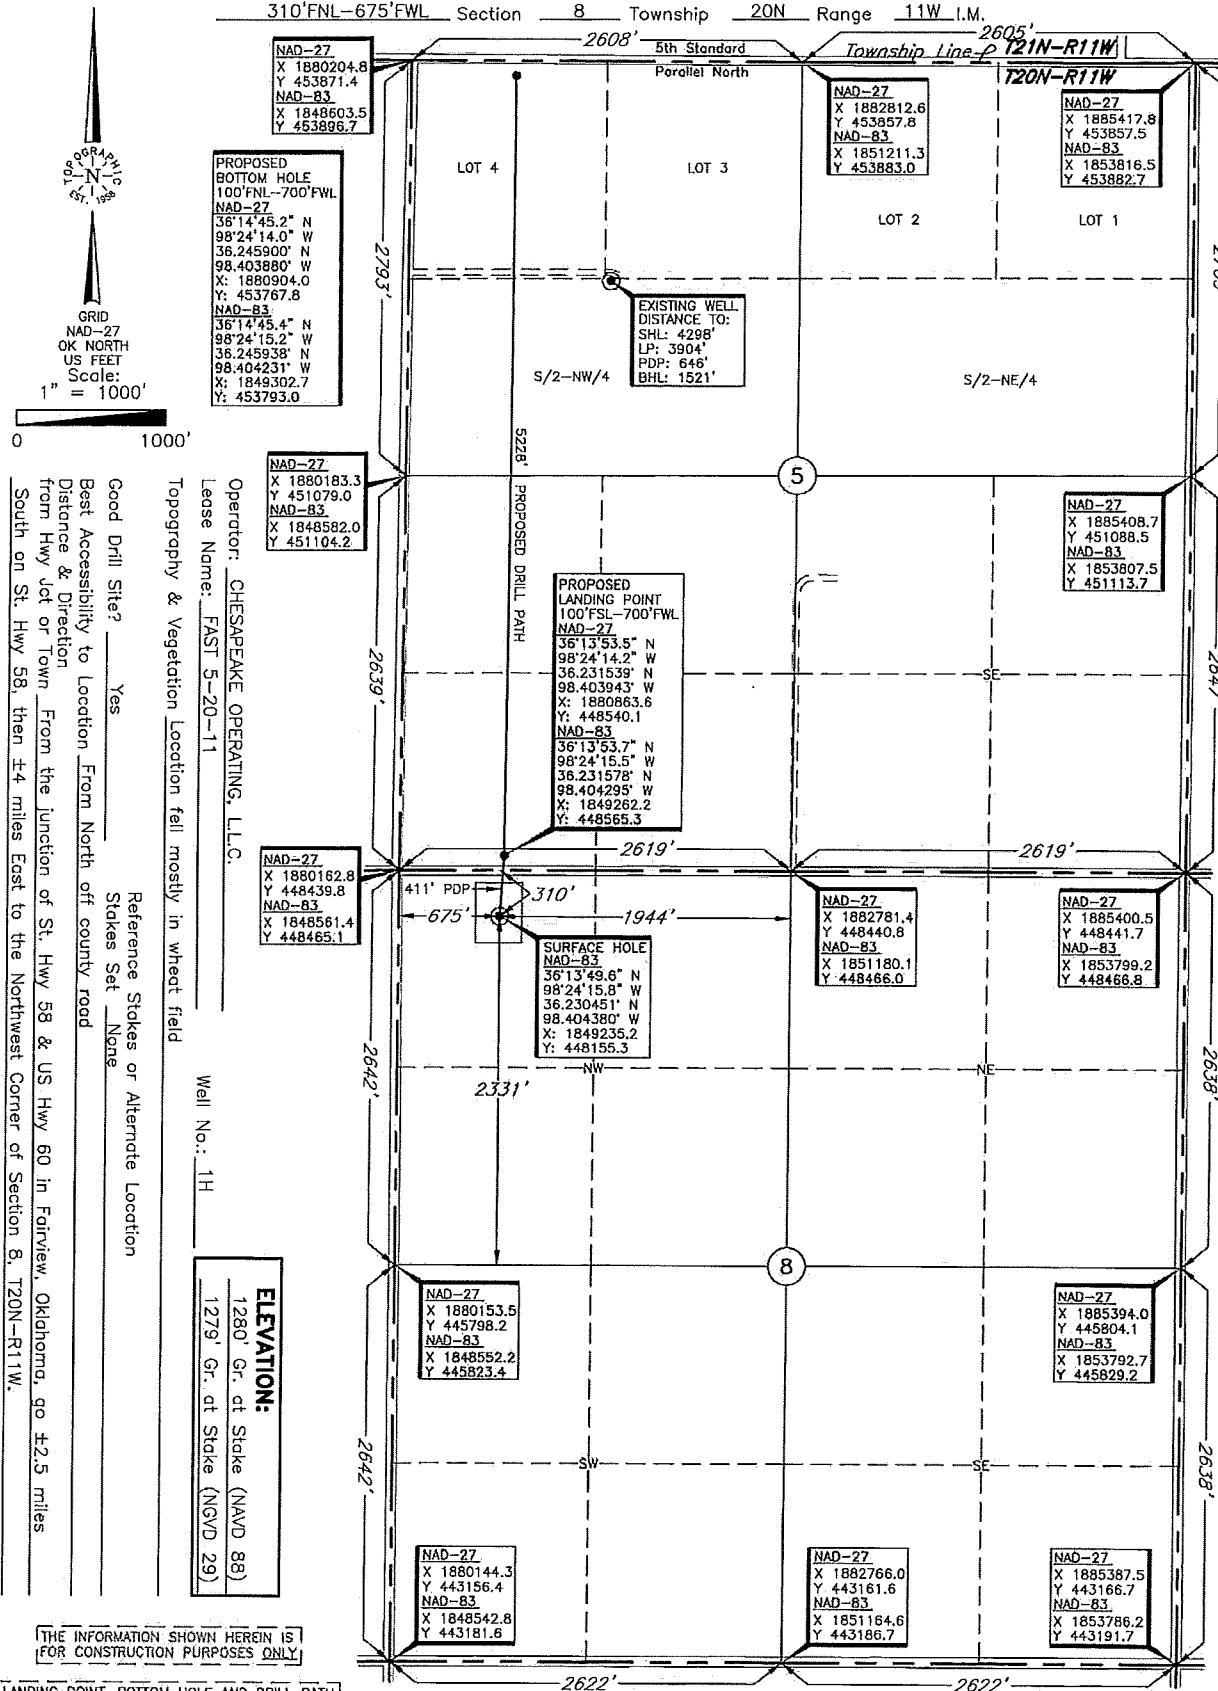 310'FNL-675'FWL Section 8 Township 20N Range 11W I.M.
2608' 2605'
5th Standard Township Line T21N-R11W
Parallel North T20N-R11W
NAD-27
X 1880204.8
Y 453871.4
NAD-83
X 1848603.5
Y 453896.7
NAD-27
X 1882812.6
Y 453857.8
NAD-83
X 1851211.3
Y 453883.0
NAD-27
X 1885417.8
Y 453857.5
NAD-83
X 1853816.5
Y 453882.7
TOPOGRAPHIC
N
EST. 1958
GRID
NAD-27
OK NORTH
US FEET
Scale:
1" = 1000'
0 1000'
PROPOSED
BOTTOM HOLE
100'FNL-700'FWL
NAD-27
36°14'45.2" N
98°24'14.0" W
36.245900° N
98.403880° W
X: 1880904.0
Y: 453767.8
NAD-83
36°14'45.4" N
98°24'15.2" W
36.245938° N
98.404231° W
X: 1849302.7
Y: 453793.0
LOT 4
LOT 3
LOT 2
LOT 1
2793'
EXISTING WELL
DISTANCE TO:
SHL: 4298'
LP: 3904'
PDP: 646'
BHL: 1521'
S/2-NW/4
S/2-NE/4
5228' PROPOSED DRILL PATH
5
NAD-27
X 1880183.3
Y 451079.0
NAD-83
X 1848582.0
Y 451104.2
NAD-27
X 1885408.7
Y 451088.5
NAD-83
X 1853807.5
Y 451113.7
PROPOSED
LANDING POINT
100'FSL-700'FWL
NAD-27
36°13'53.5" N
98°24'14.2" W
36.231539° N
98.403943° W
X: 1880863.6
Y: 448540.1
NAD-83
36°13'53.7" N
98°24'15.5" W
36.231578° N
98.404295° W
X: 1849262.2
Y: 448565.3
SE
2639'
2647'
2619' 2619'
NAD-27
X 1880162.8
Y 448439.8
NAD-83
X 1848561.4
Y 448465.1
411' PDP
310'
675'
1944'
NAD-27
X 1882781.4
Y 448440.8
NAD-83
X 1851180.1
Y 448466.0
NAD-27
X 1885400.5
Y 448441.7
NAD-83
X 1853799.2
Y 448466.8
SURFACE HOLE
NAD-83
36°13'49.6" N
98°24'15.8" W
36.230451° N
98.404380° W
X: 1849235.2
Y: 448155.3
NW
NE
2642'
2331'
2638'
8
NAD-27
X 1880153.5
Y 445798.2
NAD-83
X 1848552.2
Y 445823.4
NAD-27
X 1885394.0
Y 445804.1
NAD-83
X 1853792.7
Y 445829.2
SW
SE
2642'
2638'
NAD-27
X 1880144.3
Y 443156.4
NAD-83
X 1848542.8
Y 443181.6
NAD-27
X 1882766.0
Y 443161.6
NAD-83
X 1851164.6
Y 443186.7
NAD-27
X 1885387.5
Y 443166.7
NAD-83
X 1853786.2
Y 443191.7
2622' 2622'
Operator: CHESAPEAKE OPERATING, L.L.C.
Lease Name: FAST 5-20-11 Well No.: 1H
Topography & Vegetation Location fell mostly in wheat field
Reference Stakes or Alternate Location
Good Drill Site? Yes Stakes Set None
Best Accessibility to Location From North off county road
Distance & Direction
from Hwy Jct or Town From the junction of St. Hwy 58 & US Hwy 60 in Fairview, Oklahoma, go ±2.5 miles
South on St. Hwy 58, then ±4 miles East to the Northwest Corner of Section 8, T20N-R11W.
ELEVATION:
1280' Gr. at Stake (NAVD 88)
1279' Gr. at Stake (NGVD 29)
THE INFORMATION SHOWN HEREIN IS
FOR CONSTRUCTION PURPOSES ONLY
LANDING POINT, BOTTOM HOLE AND DRILL PATH